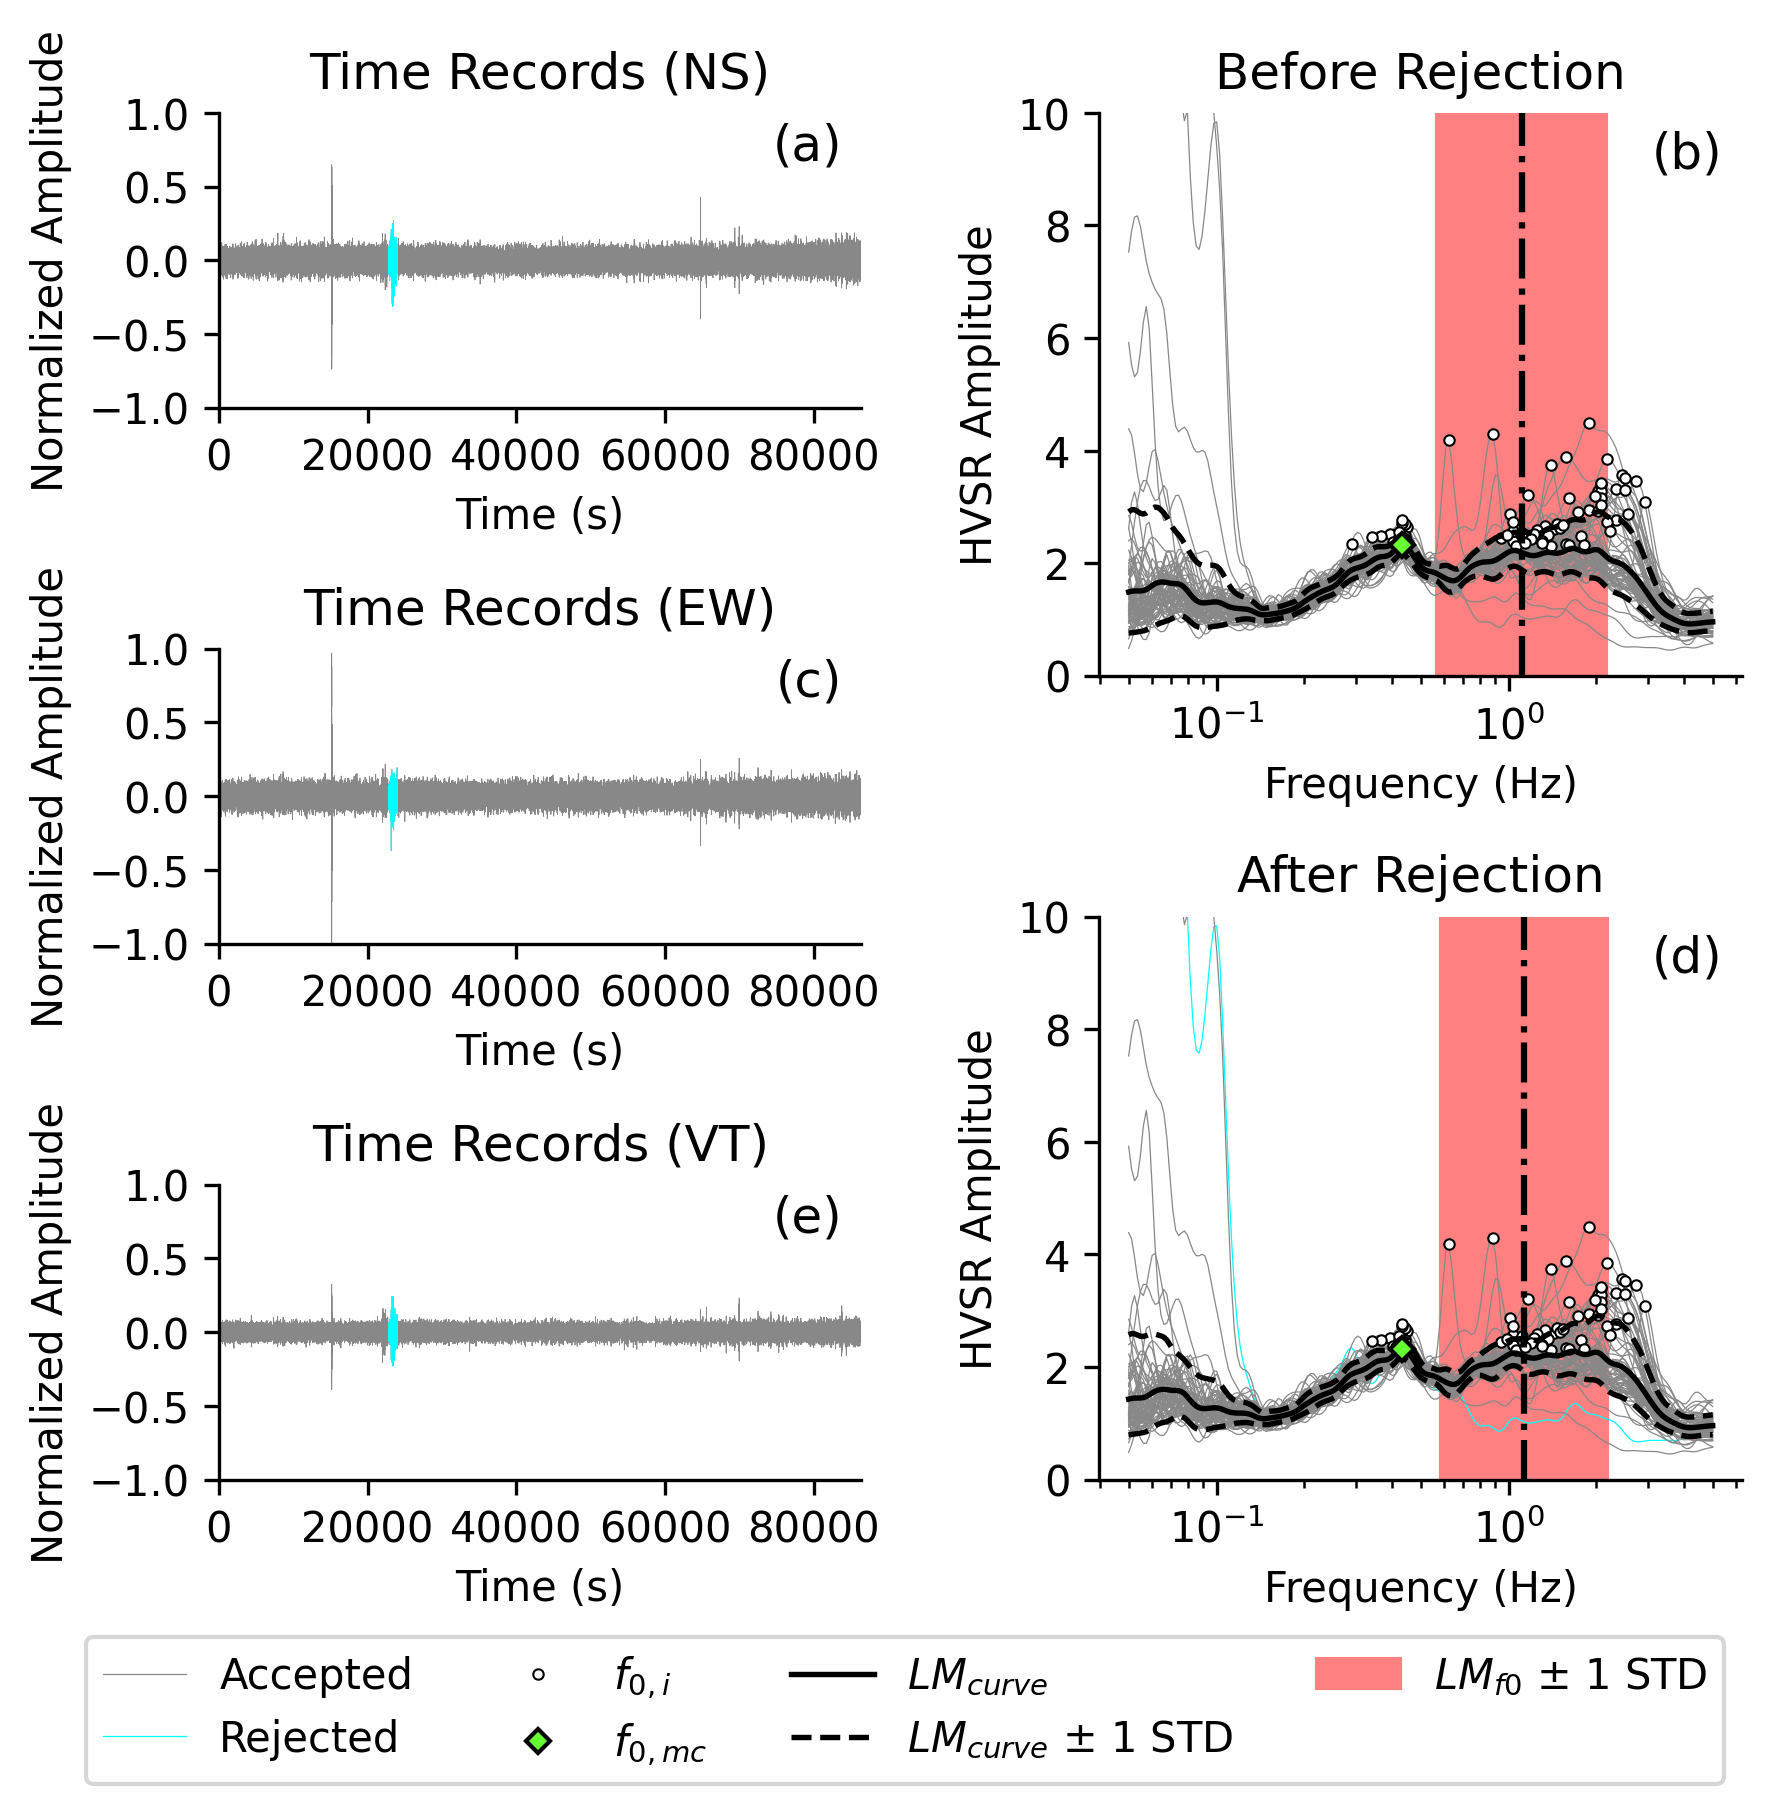 Time Records (NS)
Normalized Amplitude
1.0
0.5
0.0
−0.5
−1.0
(a)
0 20000 40000 60000 80000
Time (s)
Before Rejection
HVSR Amplitude
10
8
6
4
2
0
(b)
10⁻¹ 10⁰
Frequency (Hz)
Time Records (EW)
Normalized Amplitude
1.0
0.5
0.0
−0.5
−1.0
(c)
0 20000 40000 60000 80000
Time (s)
After Rejection
HVSR Amplitude
10
8
6
4
2
0
(d)
10⁻¹ 10⁰
Frequency (Hz)
Time Records (VT)
Normalized Amplitude
1.0
0.5
0.0
−0.5
−1.0
(e)
0 20000 40000 60000 80000
Time (s)
Accepted
Rejected
f0,i
f0,mc
LMcurve
LMcurve ± 1 STD
LMf0 ± 1 STD